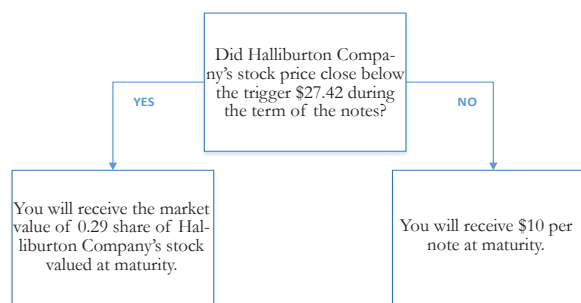 Did Halliburton Compa-
ny's stock price close below
the trigger $27.42 during
the term of the notes?
YES
NO
You will receive the market
value of 0.29 share of Hal-
liburton Company's stock
valued at maturity.
You will receive $10 per
note at maturity.